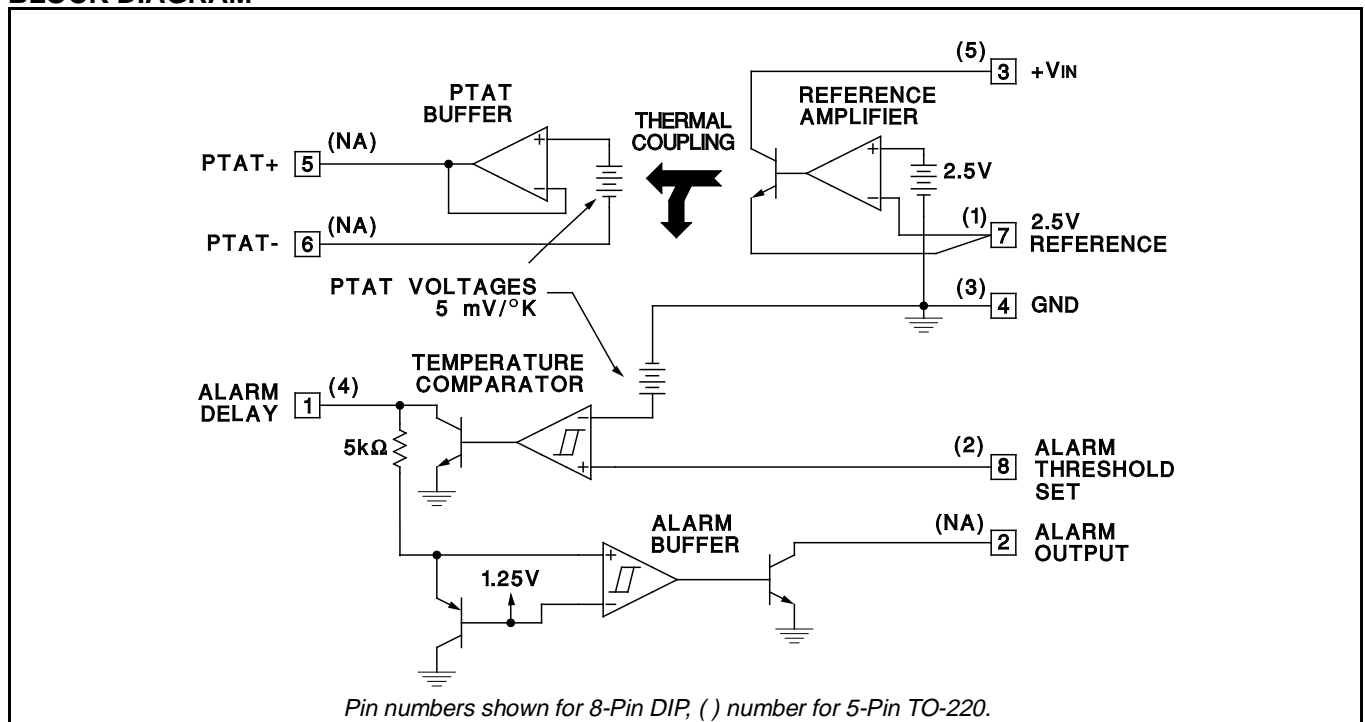 (5)
3 +VIN
PTAT
BUFFER
REFERENCE
AMPLIFIER
THERMAL
COUPLING
PTAT+ 5 (NA)
+
−
+
−
2.5V
PTAT- 6 (NA)
(1)
7 2.5V
REFERENCE
PTAT VOLTAGES
5 mV/°K
(3)
4 GND
TEMPERATURE
COMPARATOR
ALARM
DELAY
1 (4)
−
+
5kΩ
(2)
8 ALARM
THRESHOLD
SET
ALARM
BUFFER
(NA)
2 ALARM
OUTPUT
+
−
1.25V
Pin numbers shown for 8-Pin DIP, ( ) number for 5-Pin TO-220.